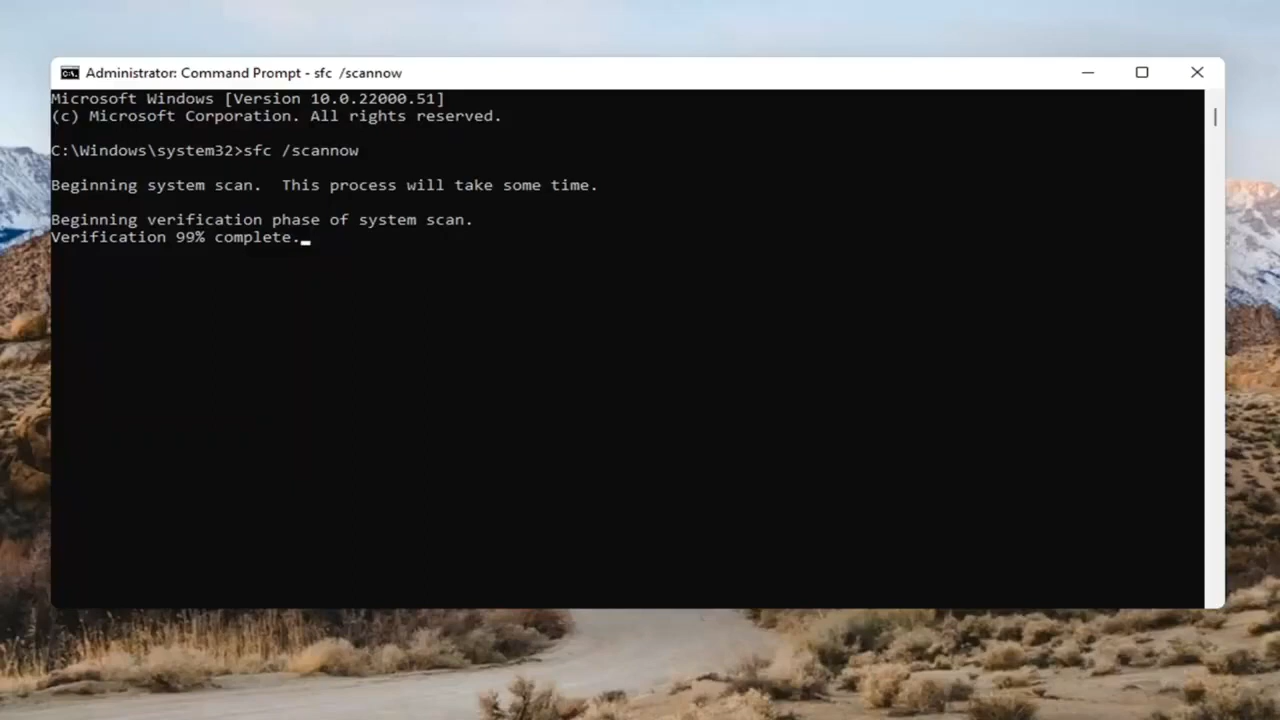 Administrator: Command Prompt - sfc  /scannow
Microsoft Windows [Version 10.0.22000.51]
(c) Microsoft Corporation. All rights reserved.
C:\Windows\system32>sfc /scannow
Beginning system scan.  This process will take some time.
Beginning verification phase of system scan.
Verification 99% complete.